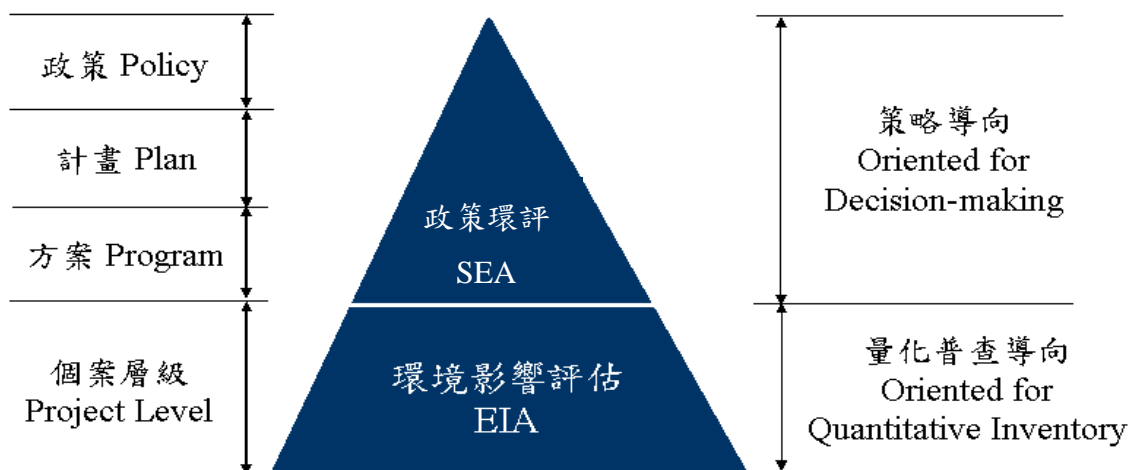 政策 Policy
計畫 Plan
方案 Program
個案層級
Project Level
政策環評
SEA
環境影響評估
EIA
策略導向
Oriented for
Decision-making
量化普查導向
Oriented for
Quantitative Inventory